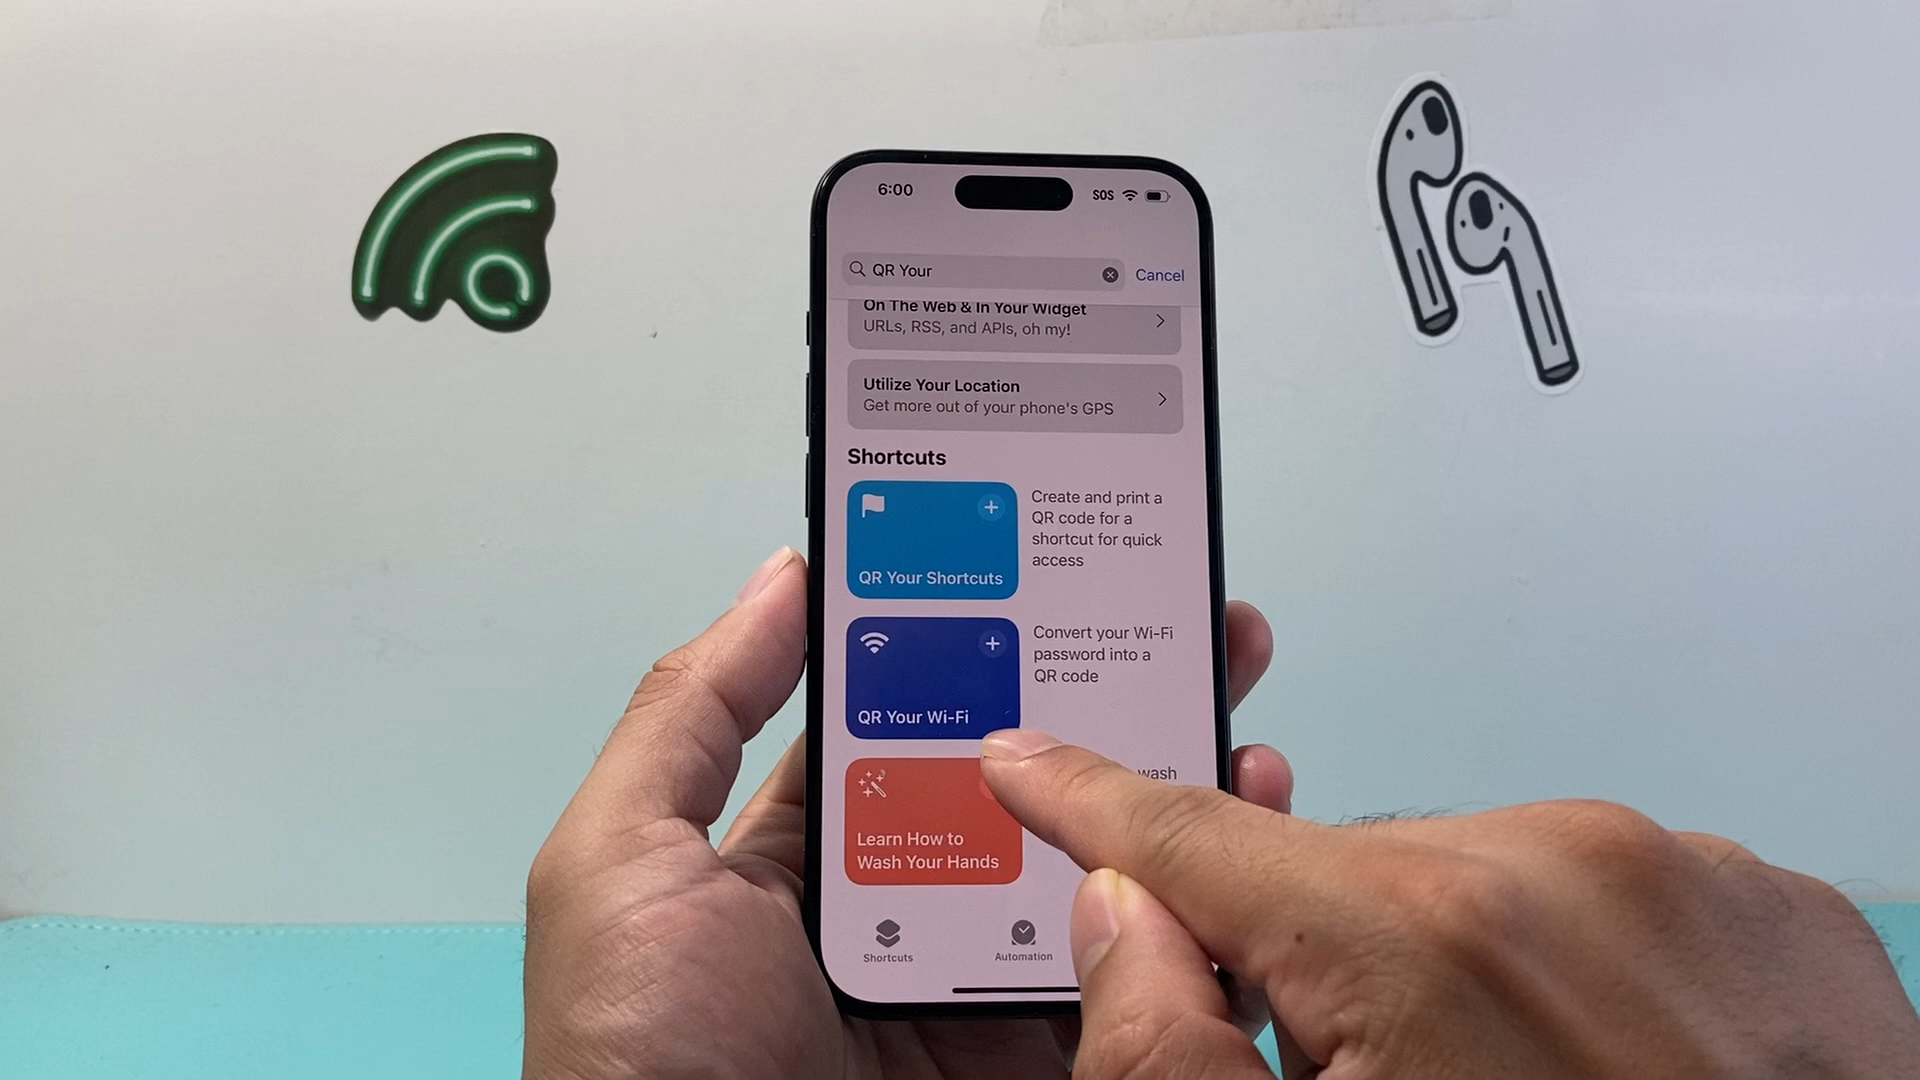 6:00
SOS
QR Your
Cancel
On The Web & In Your Widget
URLs, RSS, and APIs, oh my!
Utilize Your Location
Get more out of your phone's GPS
Shortcuts
QR Your Shortcuts
Create and print a
QR code for a
shortcut for quick
access
QR Your Wi-Fi
Convert your Wi-Fi
password into a
QR code
Learn How to
Wash Your Hands
wash
Shortcuts
Automation